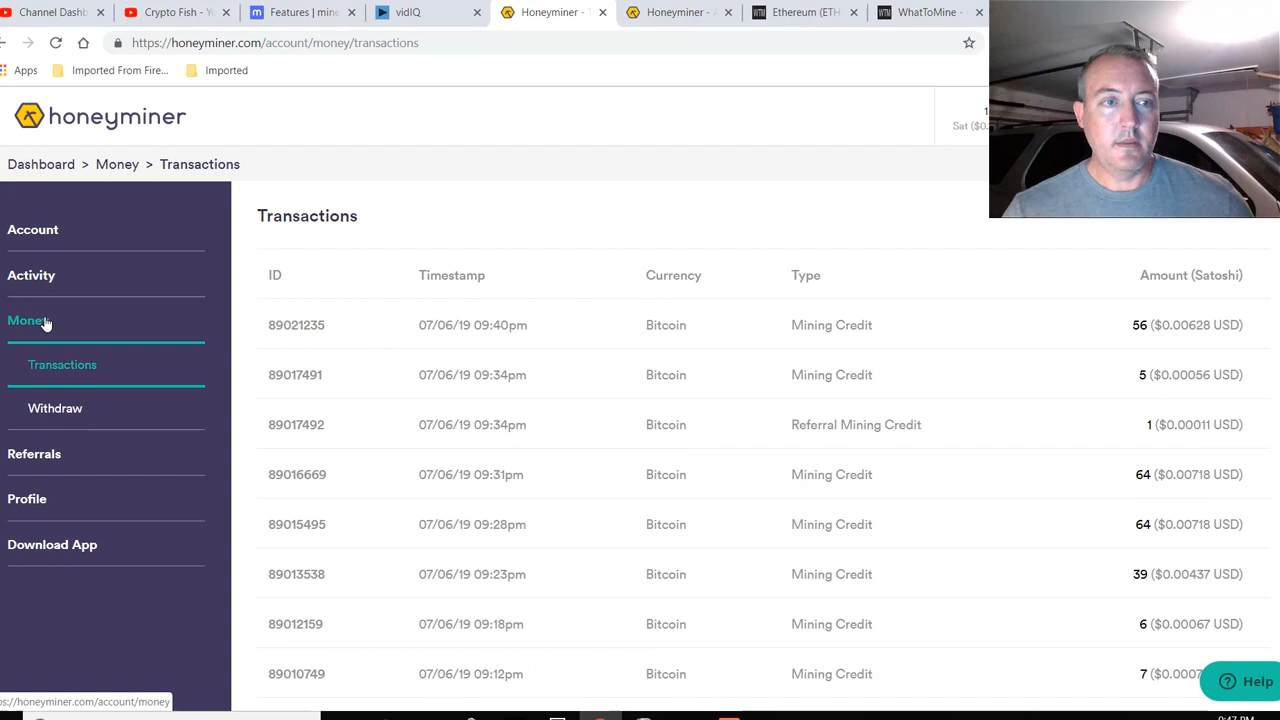 Channel Dashb
Crypto Fish - Yo
Features | mine
vidIQ
Honeyminer - T
Honeyminer - A
Ethereum (ETH
WhatToMine -
https://honeyminer.com/account/money/transactions
Apps
Imported From Fire...
Imported
honeyminer
Sat ($0.
Dashboard > Money > Transactions
Account
Activity
Money
Transactions
Withdraw
Referrals
Profile
Download App
Transactions
ID Timestamp Currency Type Amount (Satoshi)
89021235 07/06/19 09:40pm Bitcoin Mining Credit 56 ($0.00628 USD)
89017491 07/06/19 09:34pm Bitcoin Mining Credit 5 ($0.00056 USD)
89017492 07/06/19 09:34pm Bitcoin Referral Mining Credit 1 ($0.00011 USD)
89016669 07/06/19 09:31pm Bitcoin Mining Credit 64 ($0.00718 USD)
89015495 07/06/19 09:28pm Bitcoin Mining Credit 64 ($0.00718 USD)
89013538 07/06/19 09:23pm Bitcoin Mining Credit 39 ($0.00437 USD)
89012159 07/06/19 09:18pm Bitcoin Mining Credit 6 ($0.00067 USD)
89010749 07/06/19 09:12pm Bitcoin Mining Credit 7 ($0.0007
Help
ps://honeyminer.com/account/money